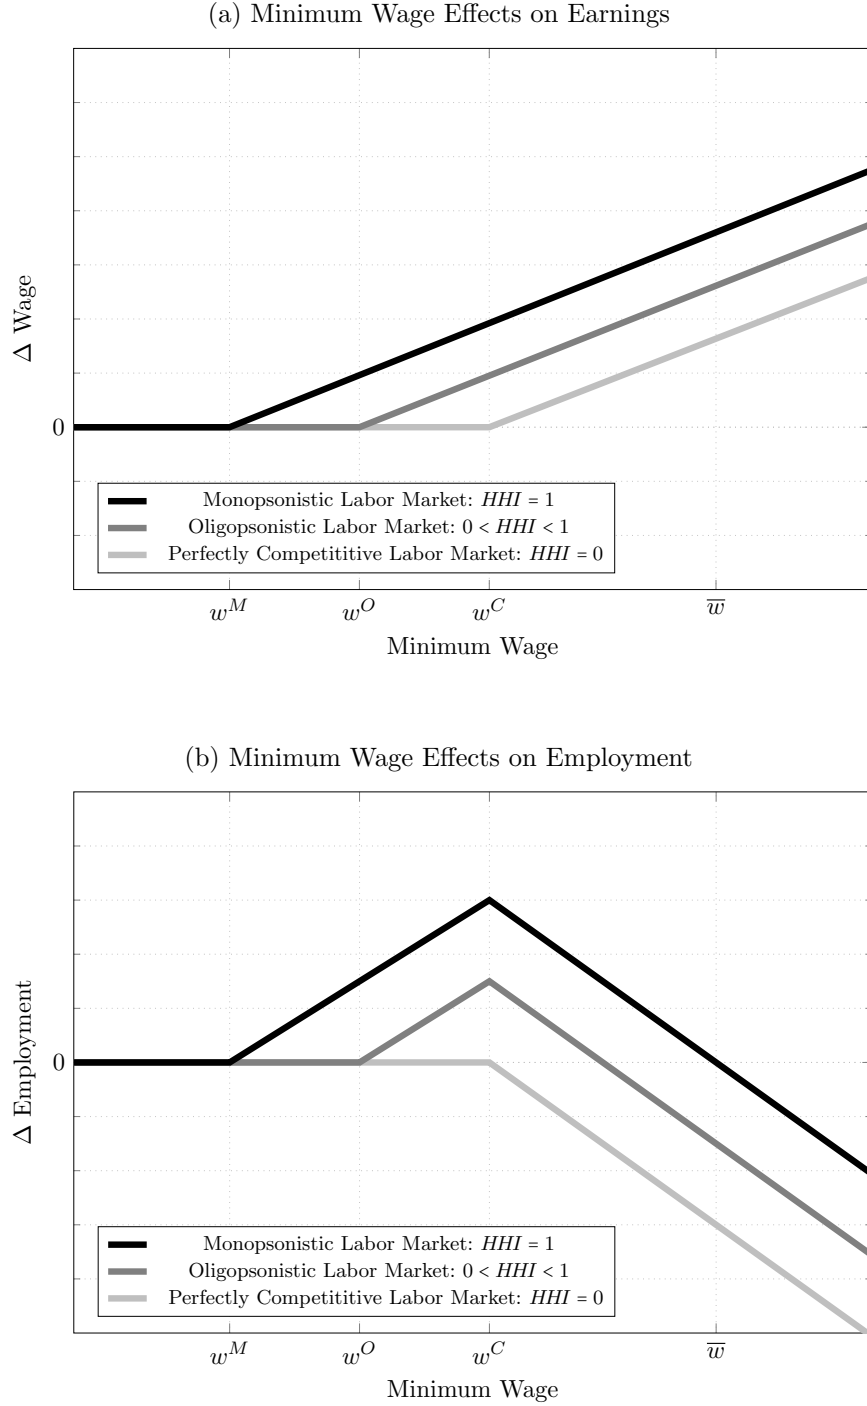 (a) Minimum Wage Effects on Earnings
Δ Wage
0
Monopsonistic Labor Market: HHI = 1
Oligopsonistic Labor Market: 0 < HHI < 1
Perfectly Competititive Labor Market: HHI = 0
w^M w^O w^C w̅
Minimum Wage
(b) Minimum Wage Effects on Employment
Δ Employment
0
Monopsonistic Labor Market: HHI = 1
Oligopsonistic Labor Market: 0 < HHI < 1
Perfectly Competititive Labor Market: HHI = 0
w^M w^O w^C w̅
Minimum Wage